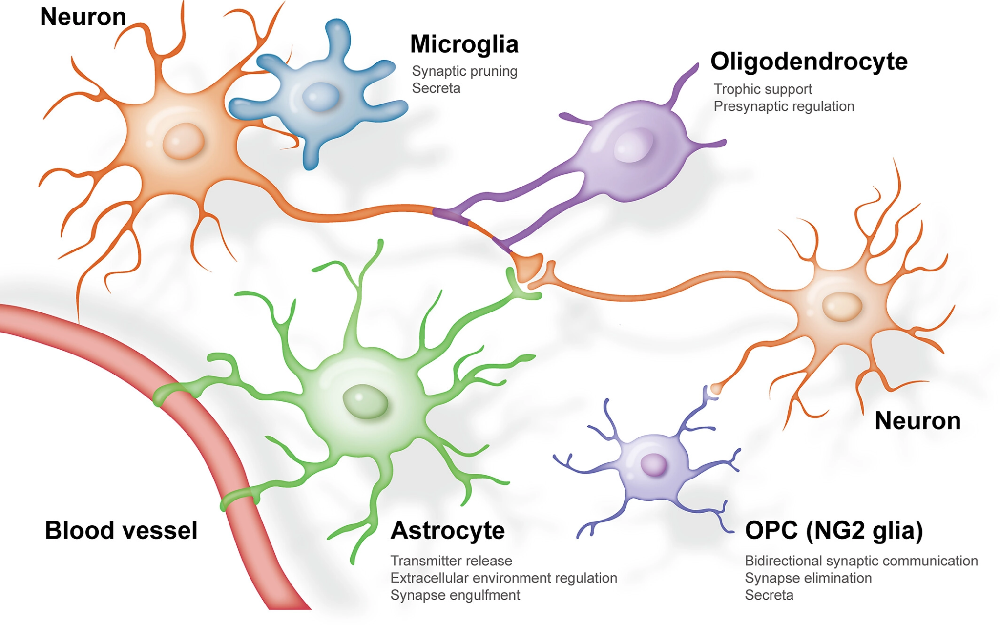 Neuron
Microglia
Synaptic pruning
Secreta
Oligodendrocyte
Trophic support
Presynaptic regulation
Neuron
Blood vessel
Astrocyte
Transmitter release
Extracellular environment regulation
Synapse engulfment
OPC (NG2 glia)
Bidirectional synaptic communication
Synapse elimination
Secreta